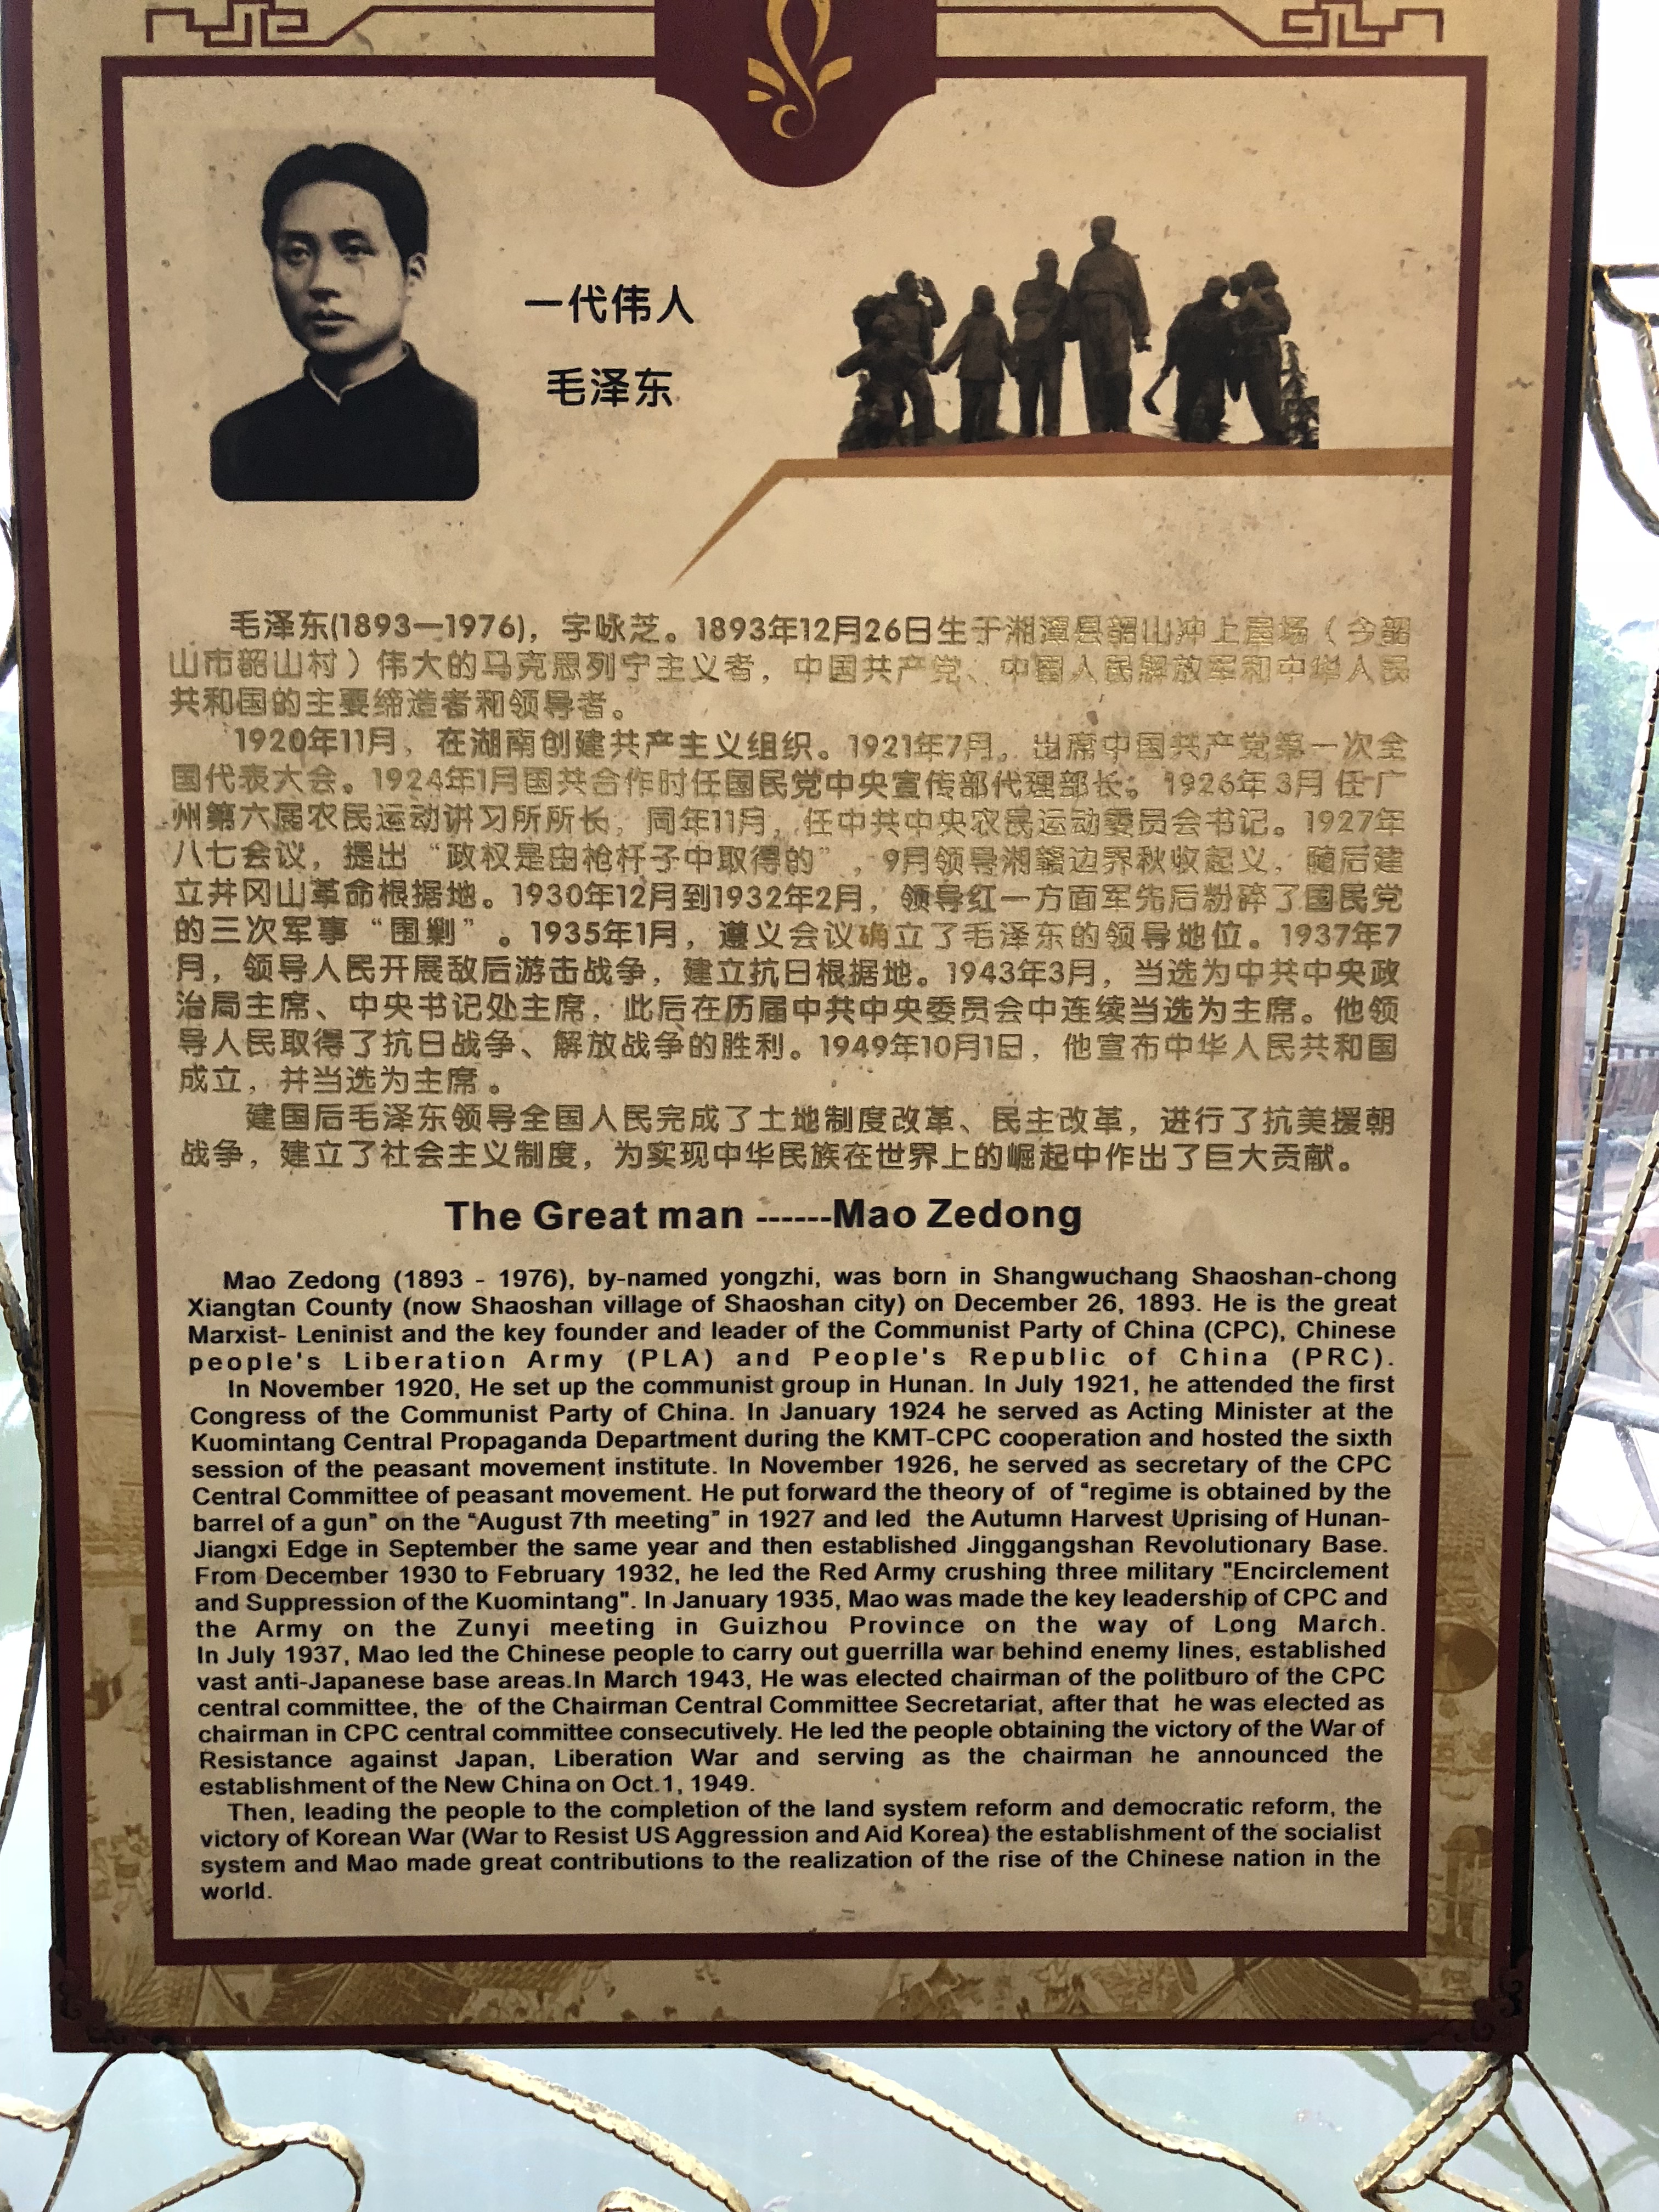 一代伟人
毛泽东
毛泽东(1893—1976)，字咏芝。1893年12月26日生于湘潭县韶山冲上屋场（今韶
山市韶山村）伟大的马克思列宁主义者，中国共产党、中国人民解放军和中华人民
共和国的主要缔造者和领导者。
1920年11月，在湖南创建共产主义组织。1921年7月，出席中国共产党第一次全
国代表大会。1924年1月国共合作时任国民党中央宣传部代理部长；1926年3月任广
州第六届农民运动讲习所所长，同年11月，任中共中央农民运动委员会书记。1927年
八七会议，提出“政权是由枪杆子中取得的”，9月领导湘赣边界秋收起义，随后建
立井冈山革命根据地。1930年12月到1932年2月，领导红一方面军先后粉碎了国民党
的三次军事“围剿”。1935年1月，遵义会议确立了毛泽东的领导地位。1937年7
月，领导人民开展敌后游击战争，建立抗日根据地。1943年3月，当选为中共中央政
治局主席、中央书记处主席，此后在历届中共中央委员会中连续当选为主席。他领
导人民取得了抗日战争、解放战争的胜利。1949年10月1日，他宣布中华人民共和国
成立，并当选为主席。
建国后毛泽东领导全国人民完成了土地制度改革、民主改革，进行了抗美援朝
战争，建立了社会主义制度，为实现中华民族在世界上的崛起中作出了巨大贡献。
The Great man ------Mao Zedong
Mao Zedong (1893 - 1976), by-named yongzhi, was born in Shangwuchang Shaoshan-chong
Xiangtan County (now Shaoshan village of Shaoshan city) on December 26, 1893. He is the great
Marxist- Leninist and the key founder and leader of the Communist Party of China (CPC), Chinese
people's Liberation Army (PLA) and People's Republic of China (PRC).
In November 1920, He set up the communist group in Hunan. In July 1921, he attended the first
Congress of the Communist Party of China. In January 1924 he served as Acting Minister at the
Kuomintang Central Propaganda Department during the KMT-CPC cooperation and hosted the sixth
session of the peasant movement institute. In November 1926, he served as secretary of the CPC
Central Committee of peasant movement. He put forward the theory of of “regime is obtained by the
barrel of a gun” on the “August 7th meeting” in 1927 and led the Autumn Harvest Uprising of Hunan-
Jiangxi Edge in September the same year and then established Jinggangshan Revolutionary Base.
From December 1930 to February 1932, he led the Red Army crushing three military "Encirclement
and Suppression of the Kuomintang". In January 1935, Mao was made the key leadership of CPC and
the Army on the Zunyi meeting in Guizhou Province on the way of Long March.
In July 1937, Mao led the Chinese people to carry out guerrilla war behind enemy lines, established
vast anti-Japanese base areas.In March 1943, He was elected chairman of the politburo of the CPC
central committee, the of the Chairman Central Committee Secretariat, after that he was elected as
chairman in CPC central committee consecutively. He led the people obtaining the victory of the War of
Resistance against Japan, Liberation War and serving as the chairman he announced the
establishment of the New China on Oct.1, 1949.
Then, leading the people to the completion of the land system reform and democratic reform, the
victory of Korean War (War to Resist US Aggression and Aid Korea) the establishment of the socialist
system and Mao made great contributions to the realization of the rise of the Chinese nation in the
world.